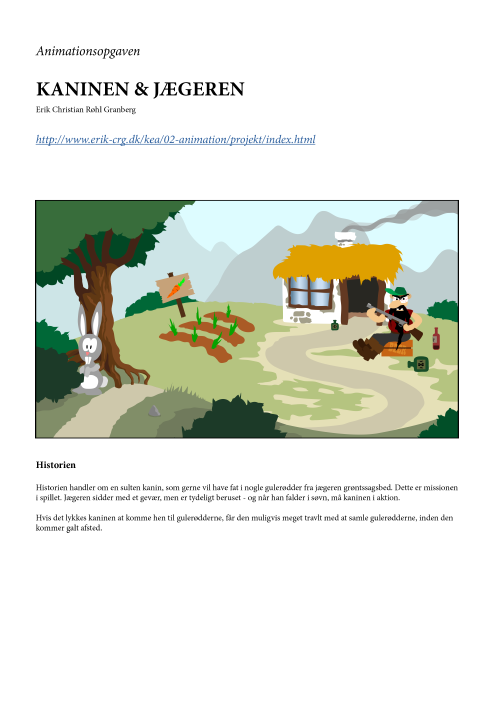 Animationsopgaven
KANINEN & JÆGEREN
Erik Christian Røhl Granberg
http://www.erik-crg.dk/kea/02-animation/projekt/index.html
Historien
Historien handler om en sulten kanin, som gerne vil have fat i nogle gulerødder fra jægeren grøntssagsbed. Dette er missionen
i spillet. Jægeren sidder med et gevær, men er tydeligt beruset - og når han falder i søvn, må kaninen i aktion.
Hvis det lykkes kaninen at komme hen til gulerødderne, får den muligvis meget travlt med at samle gulerødderne, inden den
kommer galt afsted.